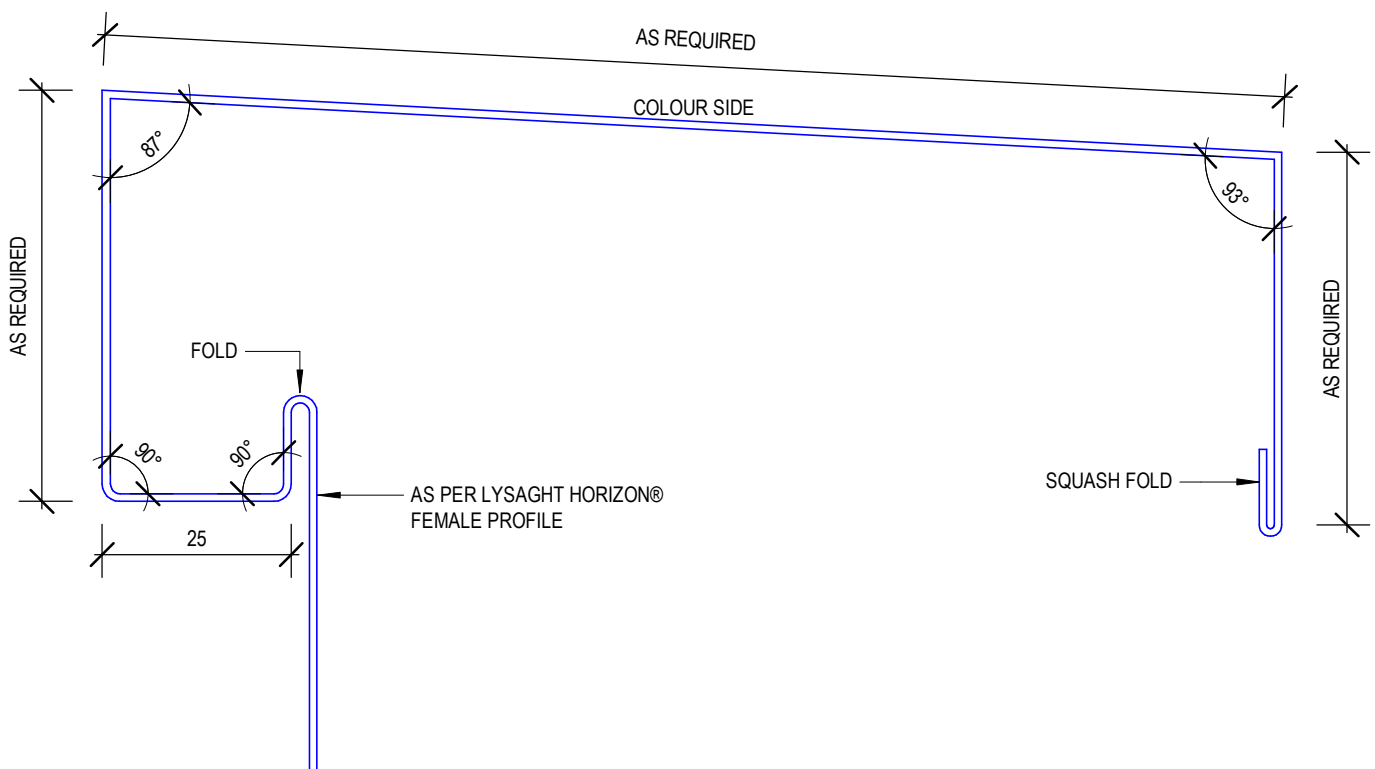 AS REQUIRED
COLOUR SIDE
87°
93°
AS REQUIRED
AS REQUIRED
FOLD
90°
90°
SQUASH FOLD
AS PER LYSAGHT HORIZON®
FEMALE PROFILE
25